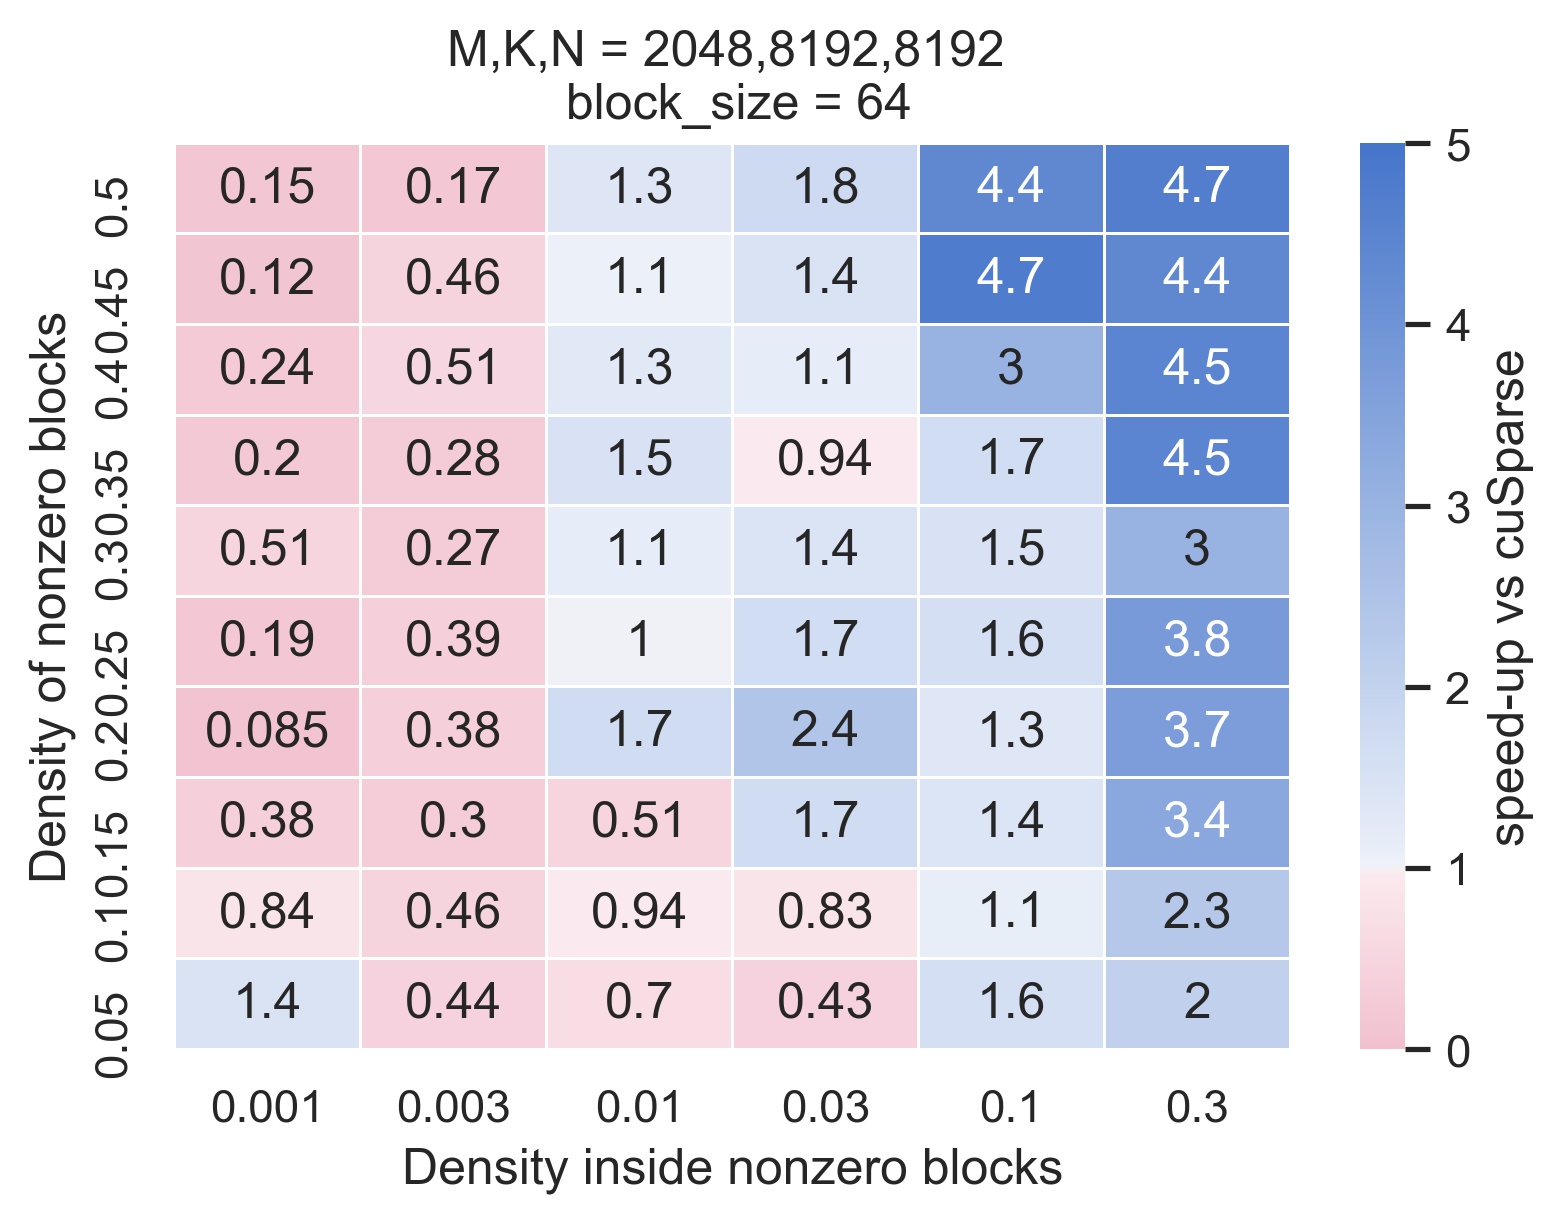 M,K,N = 2048,8192,8192
block_size = 64
Density of nonzero blocks
0.5 0.15 0.17 1.3 1.8 4.4 4.7
0.45 0.12 0.46 1.1 1.4 4.7 4.4
0.4 0.24 0.51 1.3 1.1 3 4.5
0.35 0.2 0.28 1.5 0.94 1.7 4.5
0.3 0.51 0.27 1.1 1.4 1.5 3
0.25 0.19 0.39 1 1.7 1.6 3.8
0.2 0.085 0.38 1.7 2.4 1.3 3.7
0.15 0.38 0.3 0.51 1.7 1.4 3.4
0.1 0.84 0.46 0.94 0.83 1.1 2.3
0.05 1.4 0.44 0.7 0.43 1.6 2
0.001 0.003 0.01 0.03 0.1 0.3
Density inside nonzero blocks
5
4
3
2
1
0
speed-up vs cuSparse